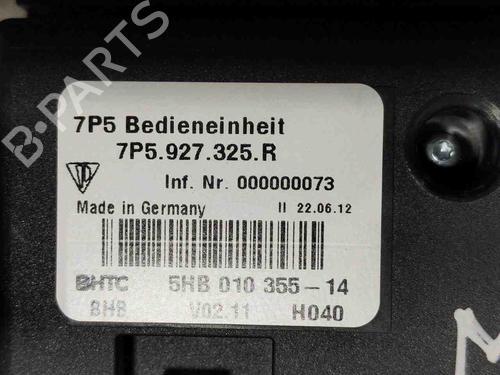 B-PARTS
7P5 Bedieneinheit
7P5.927.325.R
Inf. Nr. 000000073
Made in Germany II 22.06.12
BHTC 5HB 010 355-14
BHB V02.11 H040